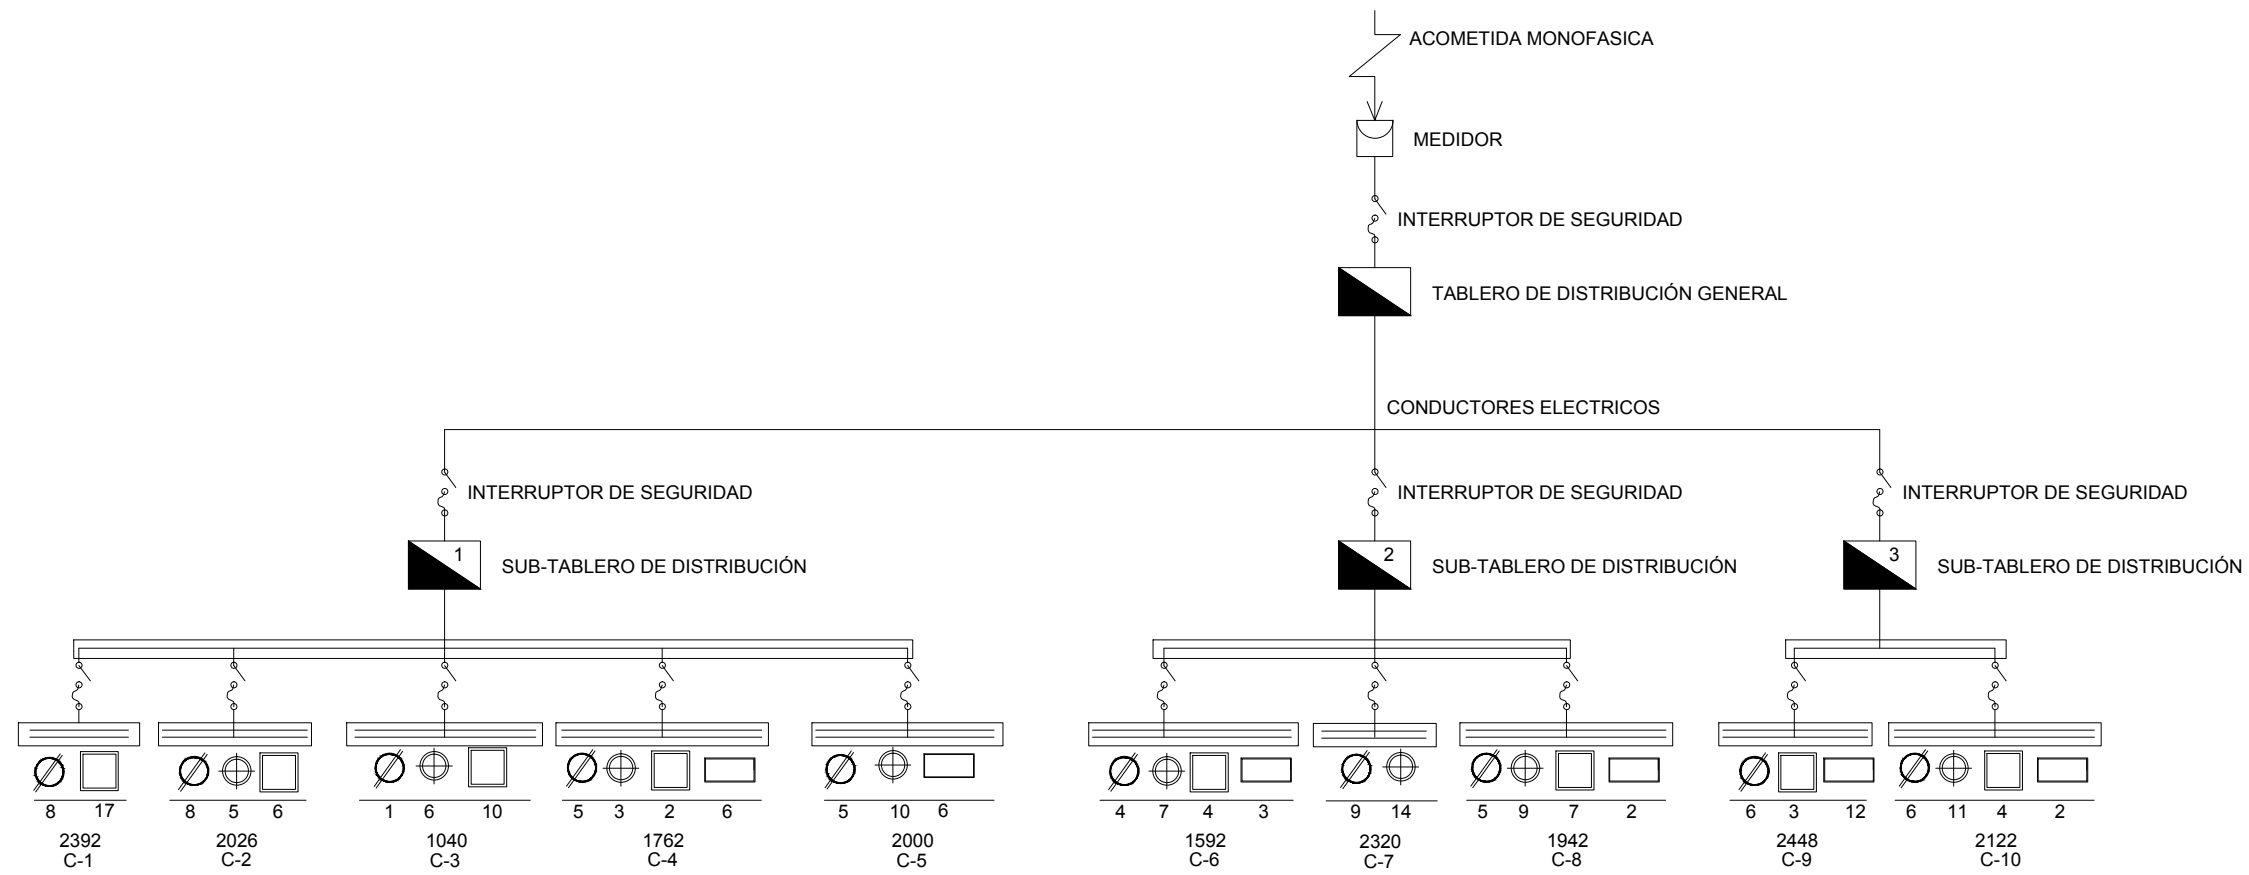 ACOMETIDA MONOFASICA
MEDIDOR
INTERRUPTOR DE SEGURIDAD
TABLERO DE DISTRIBUCIÓN GENERAL
CONDUCTORES ELECTRICOS
INTERRUPTOR DE SEGURIDAD
INTERRUPTOR DE SEGURIDAD
INTERRUPTOR DE SEGURIDAD
1
SUB-TABLERO DE DISTRIBUCIÓN
2
SUB-TABLERO DE DISTRIBUCIÓN
3
SUB-TABLERO DE DISTRIBUCIÓN
8 17
2392
C-1
8 5 6
2026
C-2
1 6 10
1040
C-3
5 3 2 6
1762
C-4
5 10 6
2000
C-5
4 7 4 3
1592
C-6
9 14
2320
C-7
5 9 7 2
1942
C-8
6 3 12
2448
C-9
6 11 4 2
2122
C-10